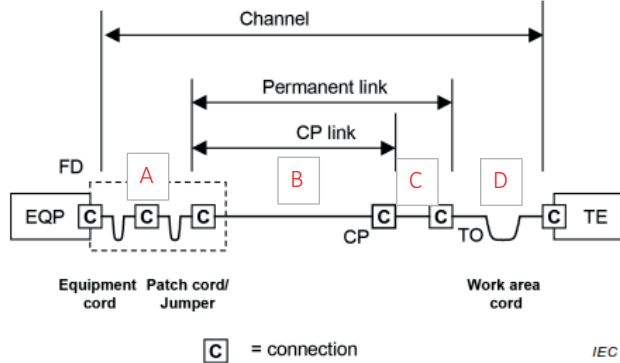 Channel
Permanent link
CP link
FD
A
B
C
D
EQP
C
C
C
C
C
C
TE
CP
TO
Equipment
cord
Patch cord/
Jumper
Work area
cord
C = connection
IEC